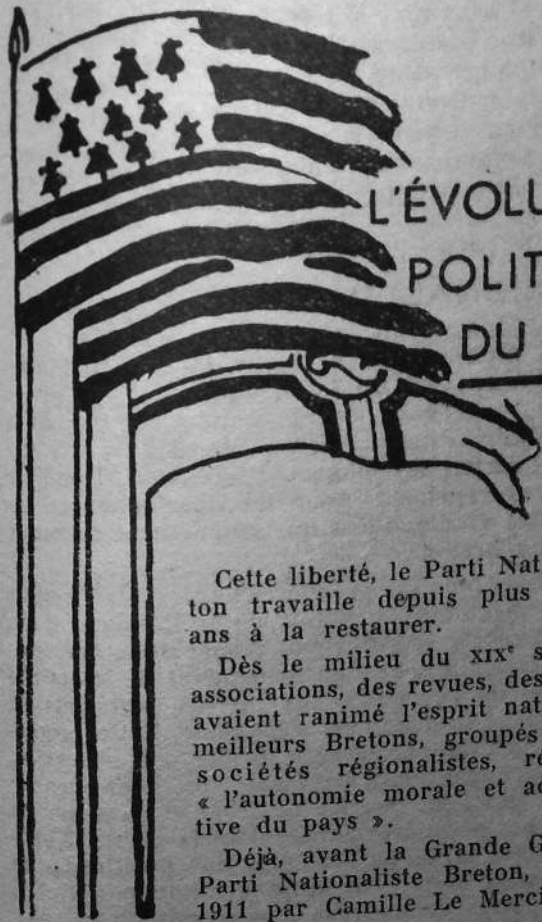 L'ÉVOLU
POLIT
DU
Cette liberté, le Parti Nat
ton travaille depuis plus
ans à la restaurer.
Dès le milieu du XIXe s
associations, des revues, des
avaient ranimé l'esprit nat
meilleurs Bretons, groupés
sociétés régionalistes, ré
« l'autonomie morale et ad
tive du pays ».
Déjà, avant la Grande G
Parti Nationaliste Breton,
1911 par Camille Le Merci